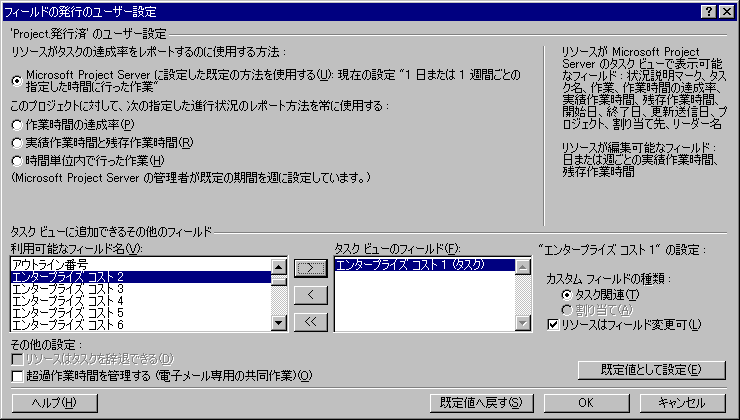 フィールドの発行のユーザー設定
'Project.発行済' のユーザー設定
リソースがタスクの達成率をレポートするのに使用する方法：
Microsoft Project Server に設定した既定の方法を使用する(U): 現在の設定 "1 日または 1 週間ごとの
指定した時間に行った作業"
このプロジェクトに対して、次の指定した進行状況のレポート方法を常に使用する：
作業時間の達成率(P)
実績作業時間と残存作業時間(R)
時間単位内で行った作業(H)
(Microsoft Project Server の管理者が既定の期間を週に設定しています。)
リソースが Microsoft Project
Server のタスク ビューで表示可能
なフィールド：状況説明マーク、タス
ク名、作業、作業時間の達成率、
実績作業時間、残存作業時間、
開始日、終了日、更新送信日、プ
ロジェクト、割り当て先、リーダー名
リソースが編集可能なフィールド：
日または週ごとの実績作業時間、
残存作業時間
タスク ビューに追加できるその他のフィールド
利用可能なフィールド名(V):
アウトライン番号
エンタープライズ コスト 2
エンタープライズ コスト 3
エンタープライズ コスト 4
エンタープライズ コスト 5
エンタープライズ コスト 6
>
<
<<
タスク ビューのフィールド(F):
エンタープライズ コスト 1 (タスク)
"エンタープライズ コスト 1" の設定：
カスタム フィールドの種類：
タスク関連(T)
割り当て(A)
リソースはフィールド変更可(L)
その他の設定：
リソースはタスクを辞退できる(D)
超過作業時間を管理する (電子メール専用の共同作業)(O)
既定値として設定(E)
ヘルプ(H)
既定値へ戻す(S)
OK
キャンセル